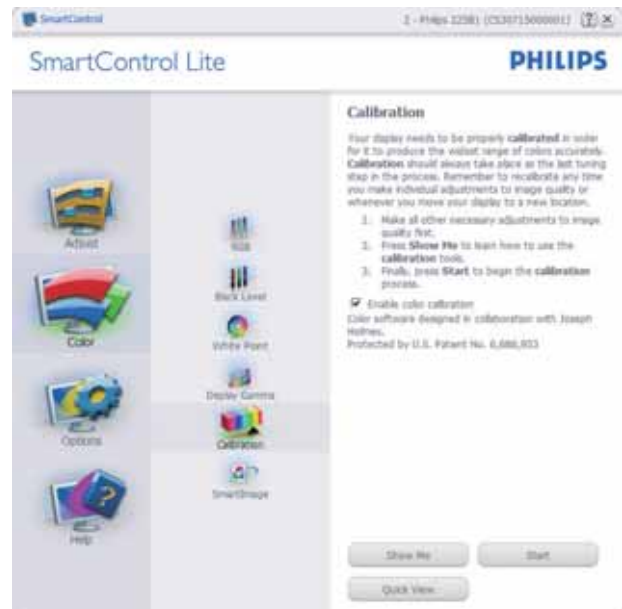 SmartControl
2 - Philips 225B1
SmartControl Lite
PHILIPS
Adjust
Color
Options
Help
RGB
Black Level
White Point
Display Gamma
Calibration
SmartImage
Calibration
Your display needs to be properly calibrated in order
for it to produce the widest range of colors accurately.
Calibration should always take place as the last tuning
step in the process. Remember to recalibrate any time
you make individual adjustments to image quality or
whenever you move your display to a new location.
1. Make all other necessary adjustments to image
quality first.
2. Press Show Me to learn how to use the
calibration tools.
3. Finally, press Start to begin the calibration
process.
Enable color calibration
Color software designed in collaboration with Joseph
Holmes.
Protected by U.S. Patent No.
Show Me
Start
Quick View